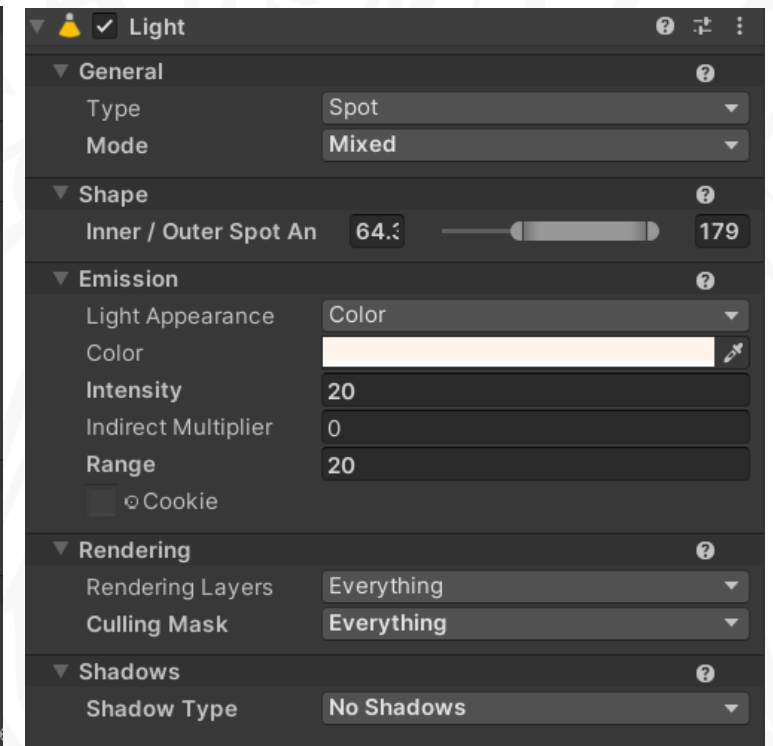 Light
General
Type Spot
Mode Mixed
Shape
Inner / Outer Spot An 64.3 179
Emission
Light Appearance Color
Color
Intensity 20
Indirect Multiplier 0
Range 20
Cookie
Rendering
Rendering Layers Everything
Culling Mask Everything
Shadows
Shadow Type No Shadows